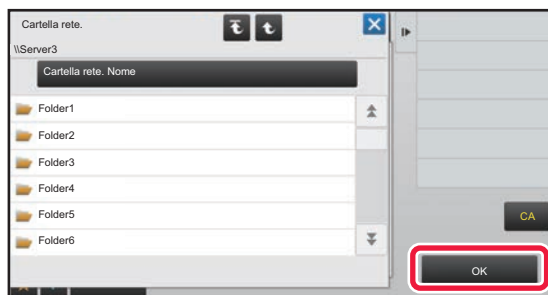 Cartella rete.
\\Server3
Cartella rete. Nome
Folder1
Folder2
Folder3
Folder4
Folder5
Folder6
CA
OK